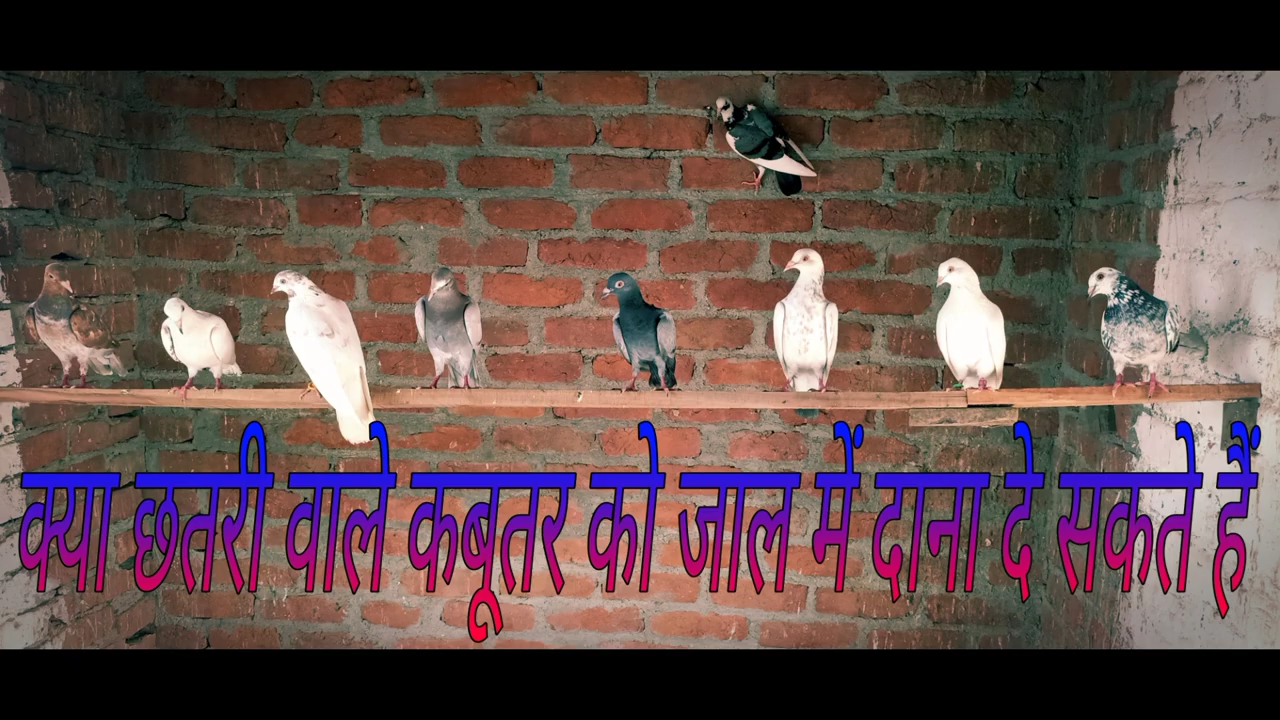 क्या छतरी वाले कबूतर को जाल में दाना दे सकते हैं